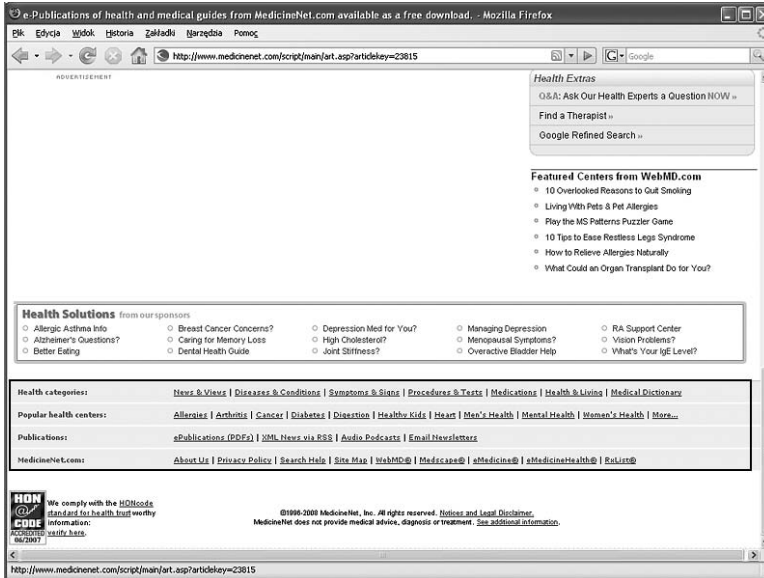 e-Publications of health and medical guides from MedicineNet.com available as a free download. - Mozilla Firefox
Plik Edycja Widok Historia Zakładki Narzędzia Pomoc
http://www.medicinenet.com/script/main/art.asp?articlekey=23815
G Google
ADVERTISEMENT
Health Extras
Q&A: Ask Our Health Experts a Question NOW »
Find a Therapist »
Google Refined Search »
Featured Centers from WebMD.com
10 Overlooked Reasons to Quit Smoking
Living With Pets & Pet Allergies
Play the MS Patterns Puzzler Game
10 Tips to Ease Restless Legs Syndrome
How to Relieve Allergies Naturally
What Could an Organ Transplant Do for You?
Health Solutions from our sponsors
Allergic Asthma Info Breast Cancer Concerns? Depression Med for You? Managing Depression RA Support Center
Alzheimer's Questions? Caring for Memory Loss High Cholesterol? Menopausal Symptoms? Vision Problems?
Better Eating Dental Health Guide Joint Stiffness? Overactive Bladder Help What's Your IgE Level?
Health categories: News & Views | Diseases & Conditions | Symptoms & Signs | Procedures & Tests | Medications | Health & Living | Medical Dictionary
Popular health centers: Allergies | Arthritis | Cancer | Diabetes | Digestion | Healthy Kids | Heart | Men's Health | Mental Health | Women's Health | More...
Publications: ePublications (PDFs) | XML News via RSS | Audio Podcasts | Email Newsletters
MedicineNet.com: About Us | Privacy Policy | Search Help | Site Map | WebMD® | Medscape® | eMedicine® | eMedicineHealth® | RxList®
HON
@
CODE
ACCREDITED
06/2007
We comply with the HONcode
standard for health trust worthy
information:
verify here.
©1996-2008 MedicineNet, Inc. All rights reserved. Notices and Legal Disclaimer.
MedicineNet does not provide medical advice, diagnosis or treatment. See additional information.
http://www.medicinenet.com/script/main/art.asp?articlekey=23815